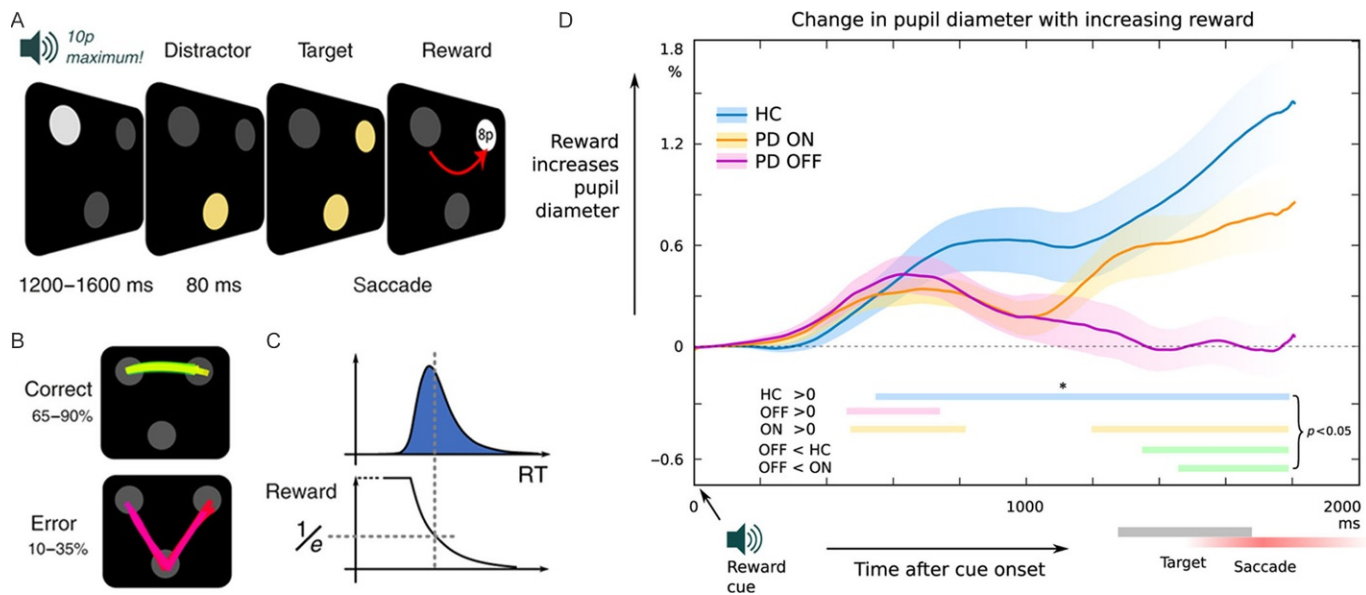 A
10p
maximum!
Distractor
Target
Reward
8p
1200–1600 ms
80 ms
Saccade
B
Correct
65–90%
Error
10–35%
C
RT
Reward
1/e
RT
D
Change in pupil diameter with increasing reward
Reward
increases
pupil
diameter
1.8
%
1.2
0.6
0
−0.6
HC
PD ON
PD OFF
*
HC >0
OFF >0
ON >0
OFF < HC
OFF < ON
p<0.05
0
1000
2000
ms
Reward
cue
Time after cue onset
Target
Saccade